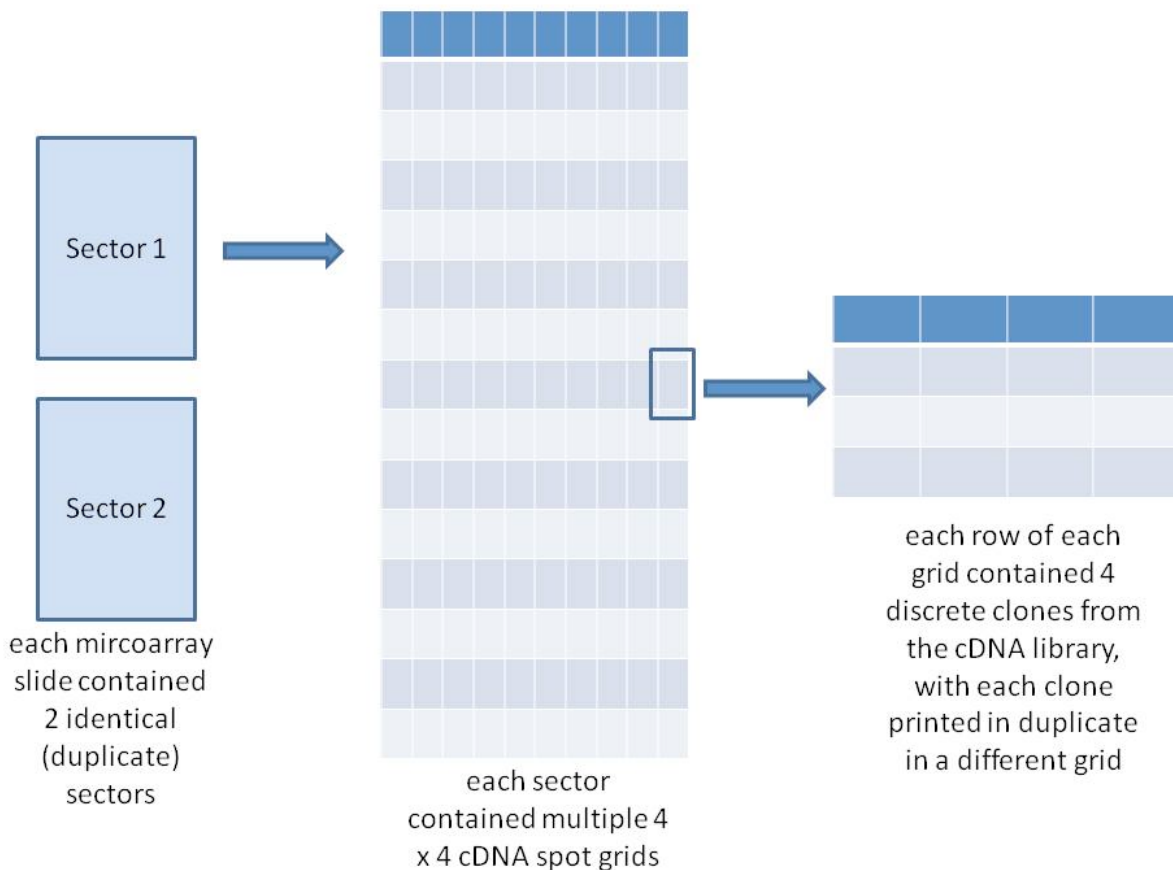 Sector 1
Sector 2
each mircoarray
slide contained
2 identical
(duplicate)
sectors
each sector
contained multiple 4
x 4 cDNA spot grids
each row of each
grid contained 4
discrete clones from
the cDNA library,
with each clone
printed in duplicate
in a different grid